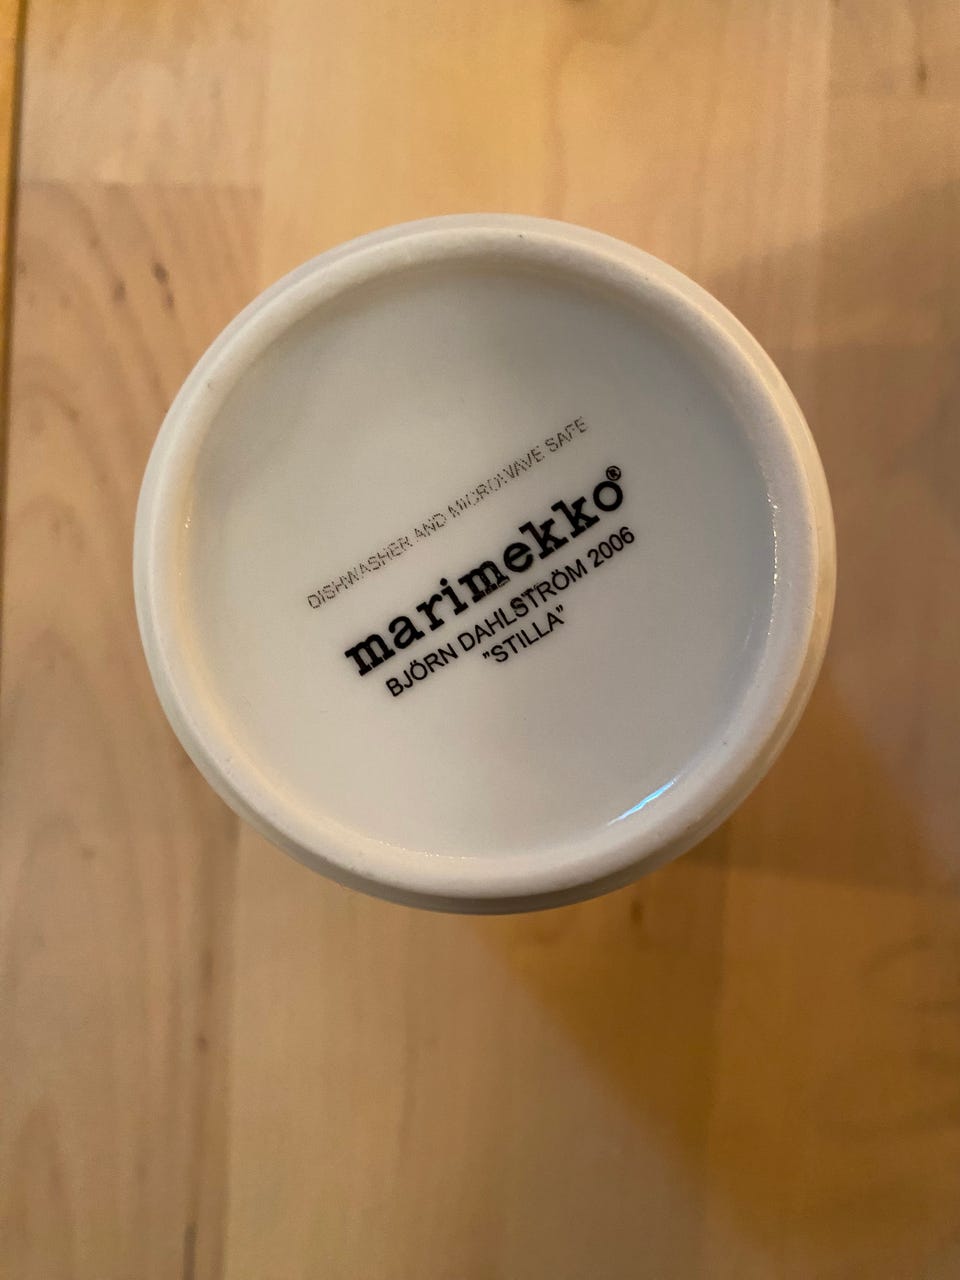 DISHWASHER AND MICROWAVE SAFE
marimekko®
BJÖRN DAHLSTRÖM 2006
"STILLA"